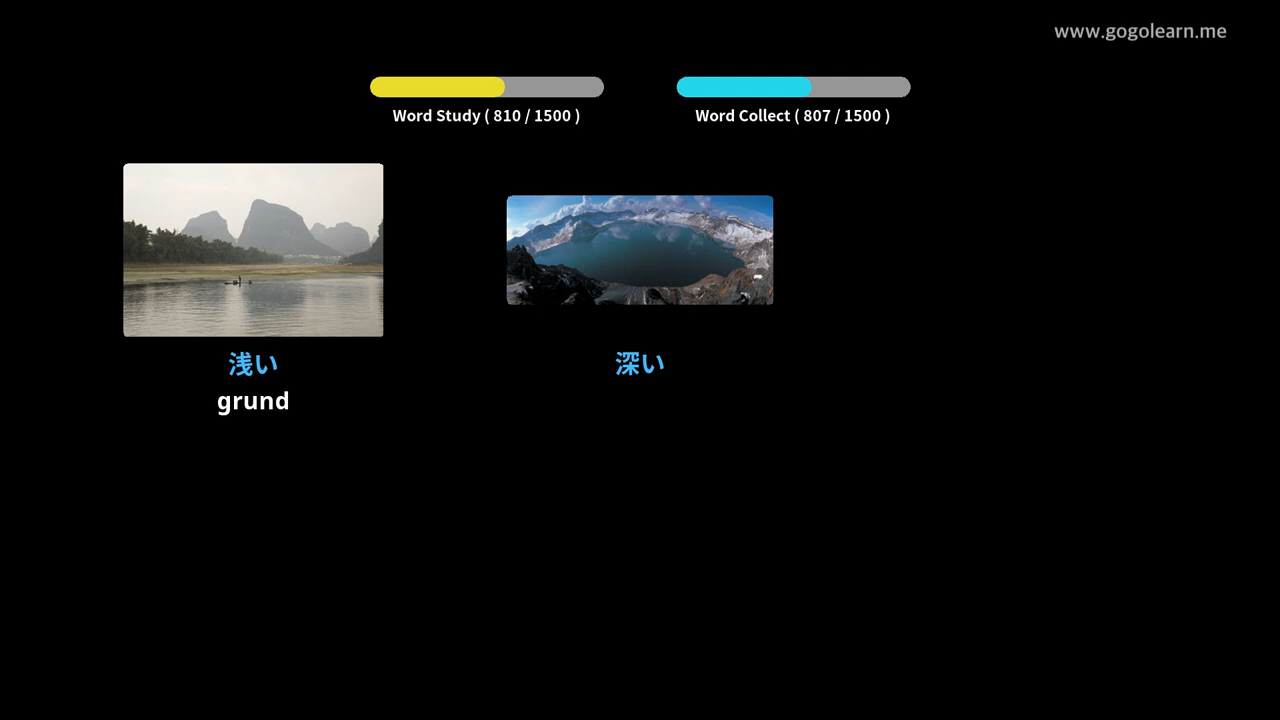 www.gogolearn.me
Word Study ( 810 / 1500 )
Word Collect ( 807 / 1500 )
浅い
grund
深い